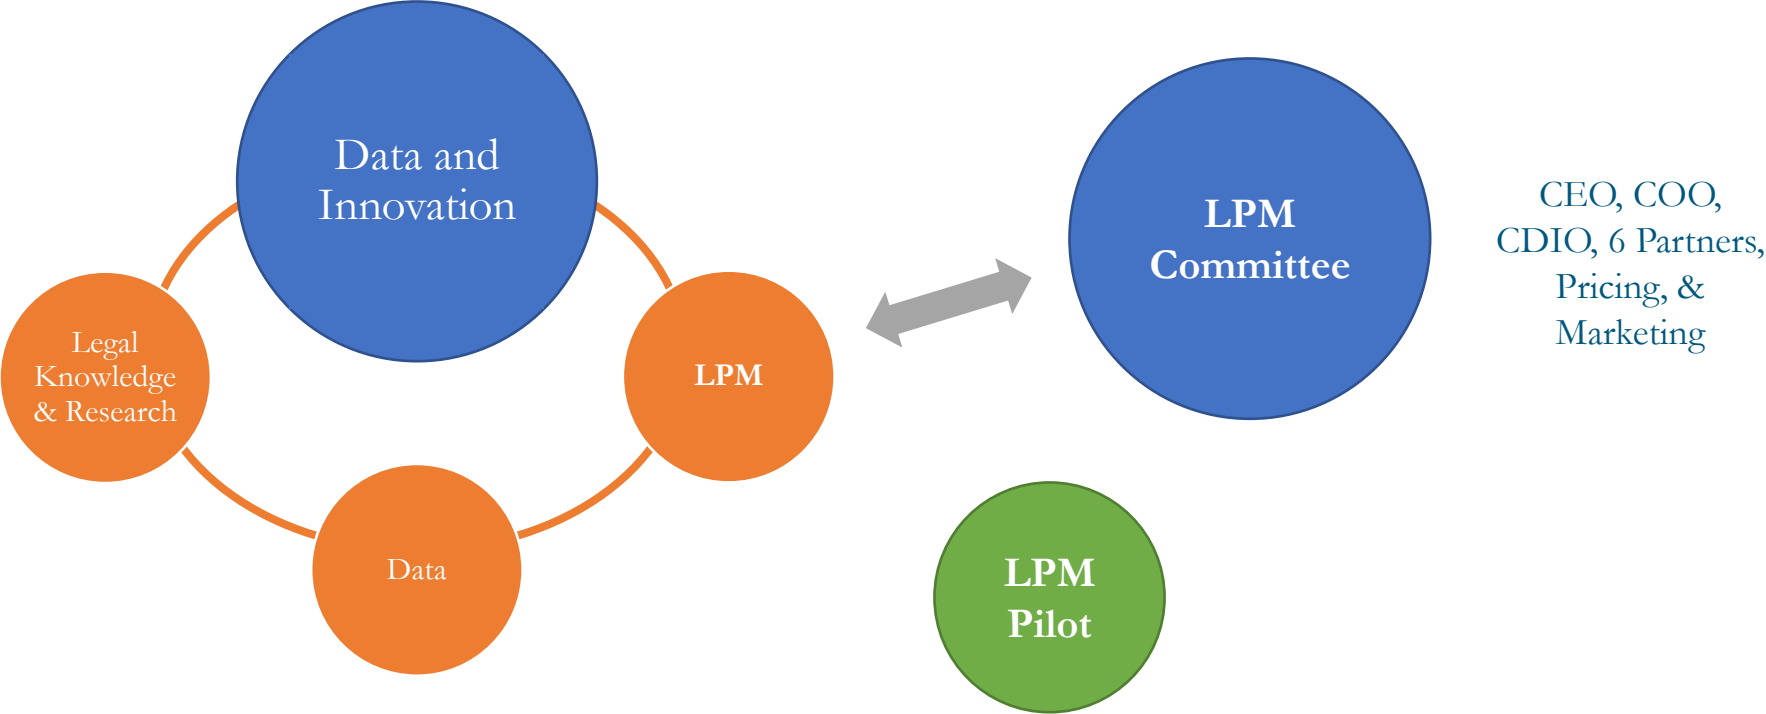 Data and
Innovation
Legal
Knowledge
& Research
Data
LPM
LPM
Committee
CEO, COO,
CDIO, 6 Partners,
Pricing, &
Marketing
LPM
Pilot